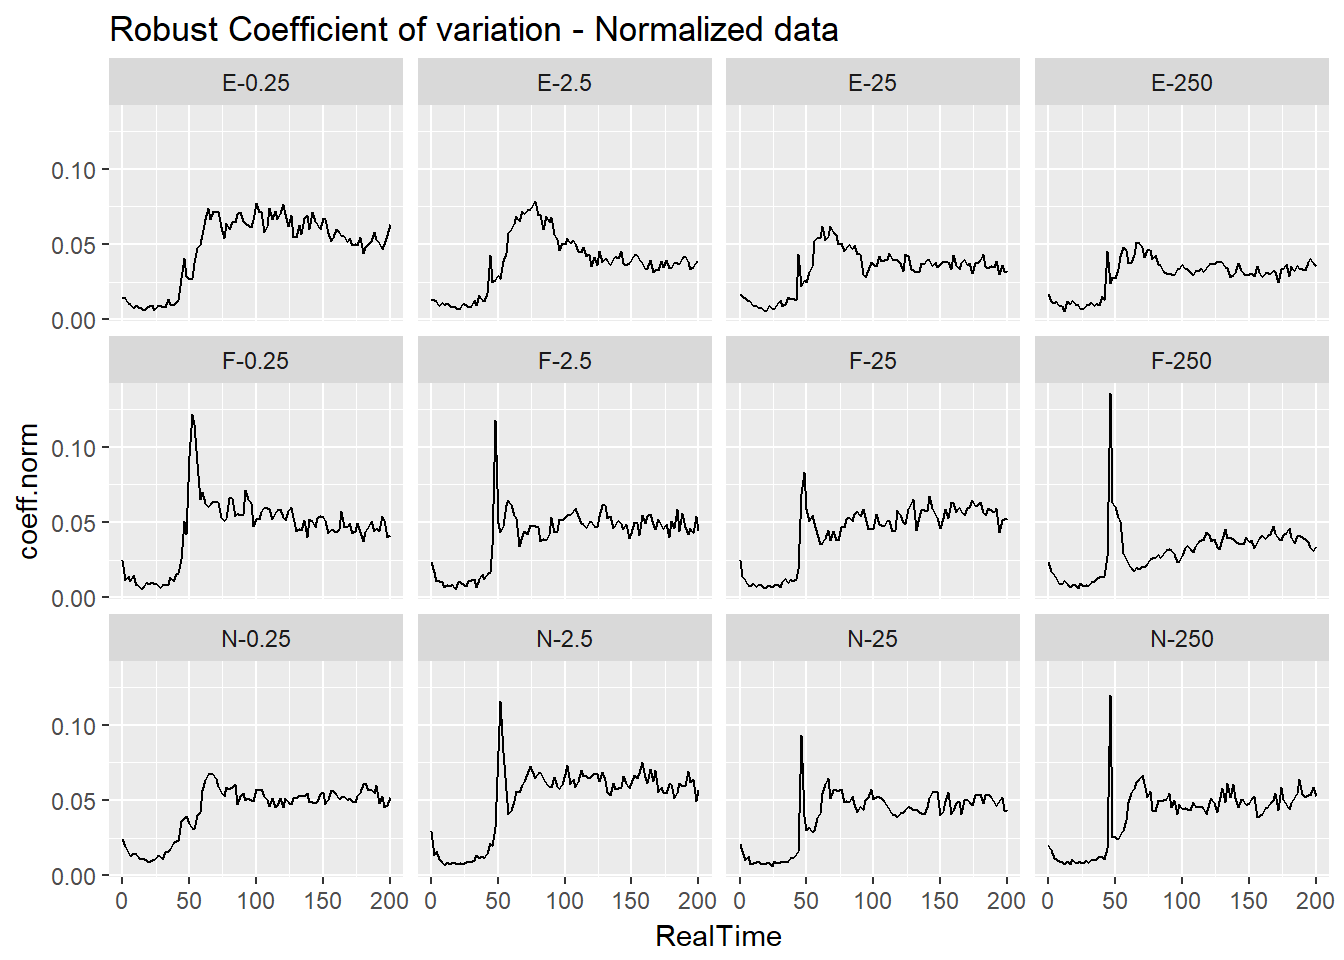 Robust Coefficient of variation - Normalized data
E-0.25 E-2.5 E-25 E-250
0.10
0.05
0.00
F-0.25 F-2.5 F-25 F-250
0.10
0.05
0.00
coeff.norm
N-0.25 N-2.5 N-25 N-250
0.10
0.05
0.00
0 50 100 150 200 0 50 100 150 200 0 50 100 150 200 0 50 100 150 200
RealTime